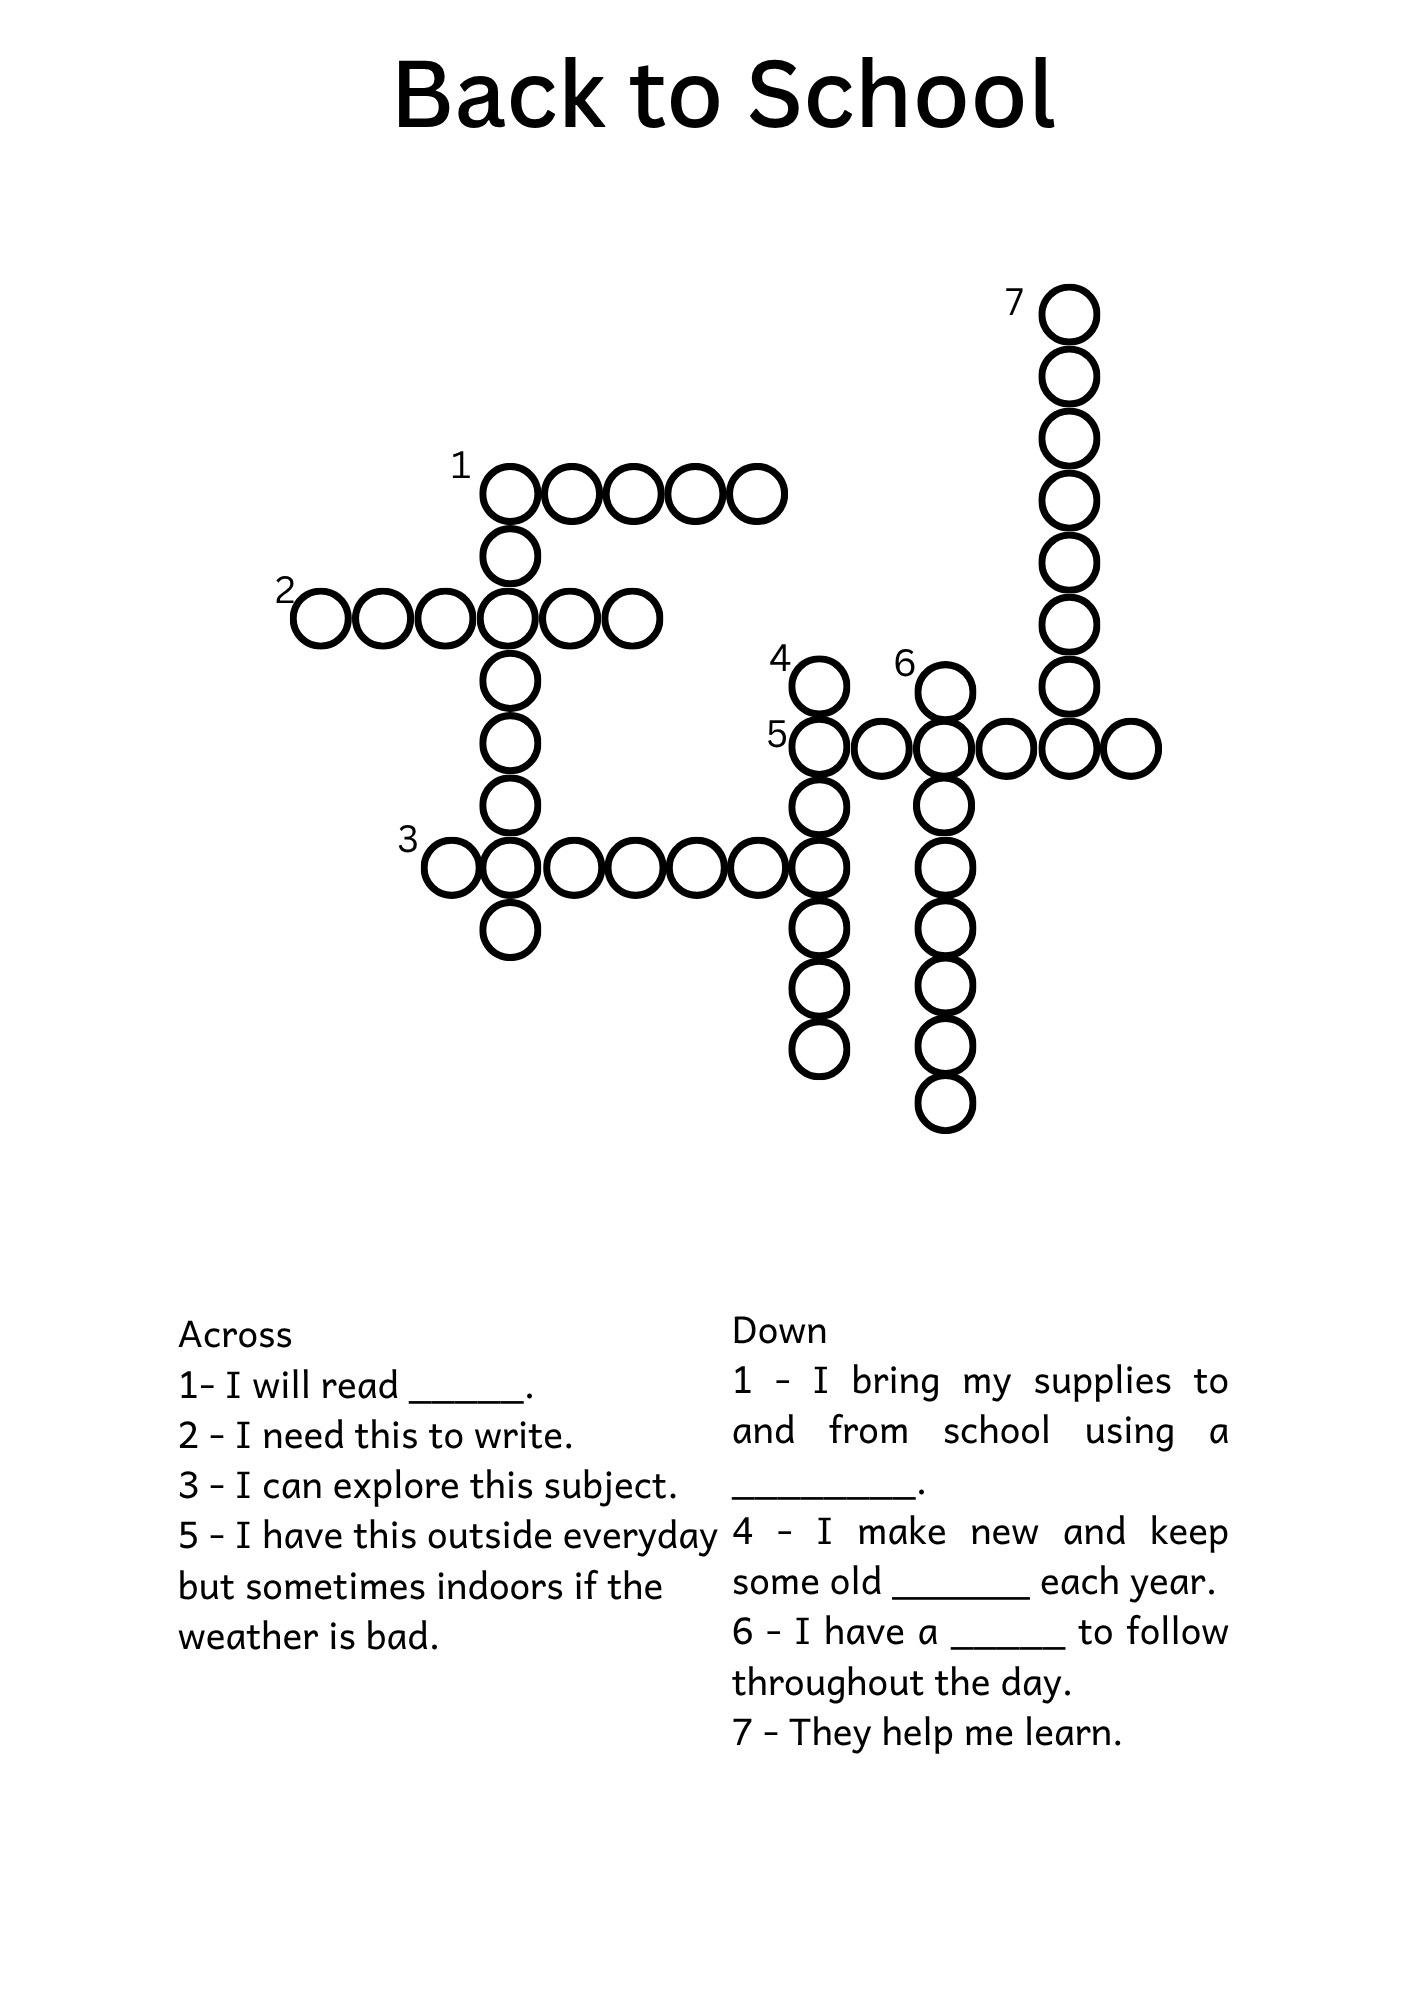 Back to School
7
1
2
4
6
5
3
Across
1- I will read _____.
2 - I need this to write.
3 - I can explore this subject.
5 - I have this outside everyday
but sometimes indoors if the
weather is bad.
Down
1 - I bring my supplies to
and from school using a
________.
4 - I make new and keep
some old ______ each year.
6 - I have a _____ to follow
throughout the day.
7 - They help me learn.